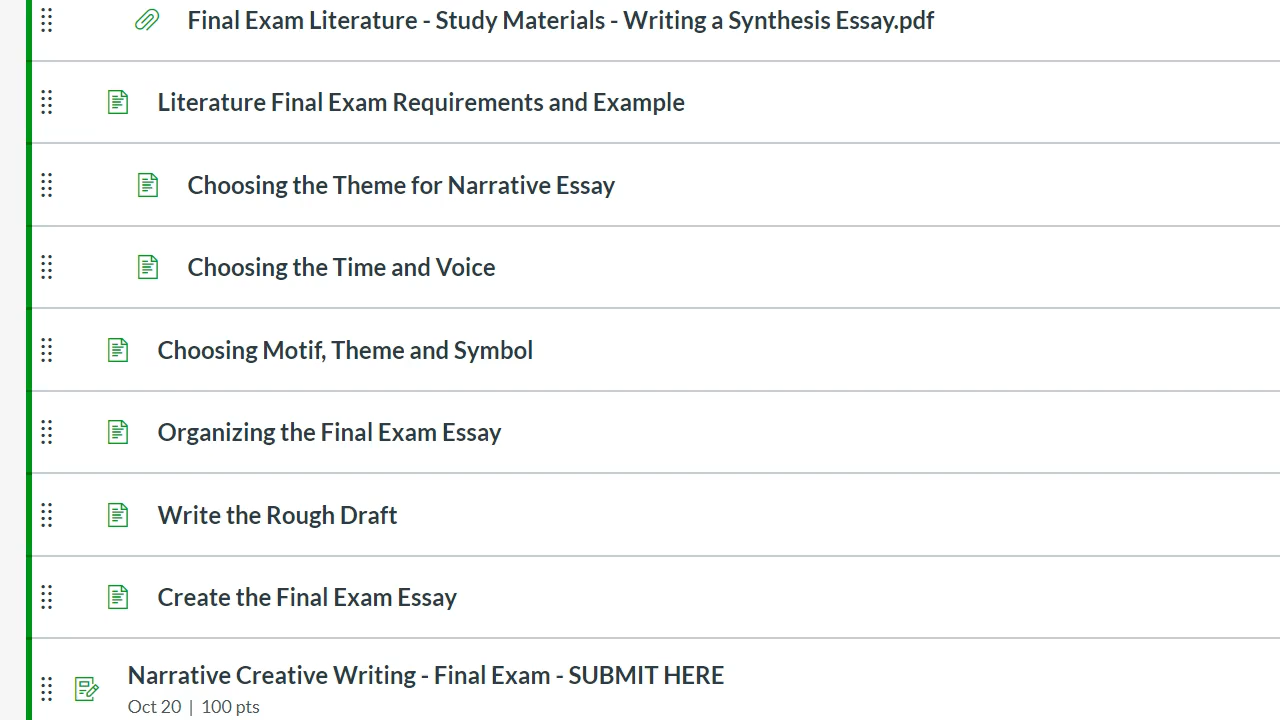 Final Exam Literature - Study Materials - Writing a Synthesis Essay.pdf
Literature Final Exam Requirements and Example
Choosing the Theme for Narrative Essay
Choosing the Time and Voice
Choosing Motif, Theme and Symbol
Organizing the Final Exam Essay
Write the Rough Draft
Create the Final Exam Essay
Narrative Creative Writing - Final Exam - SUBMIT HERE
Oct 20 | 100 pts